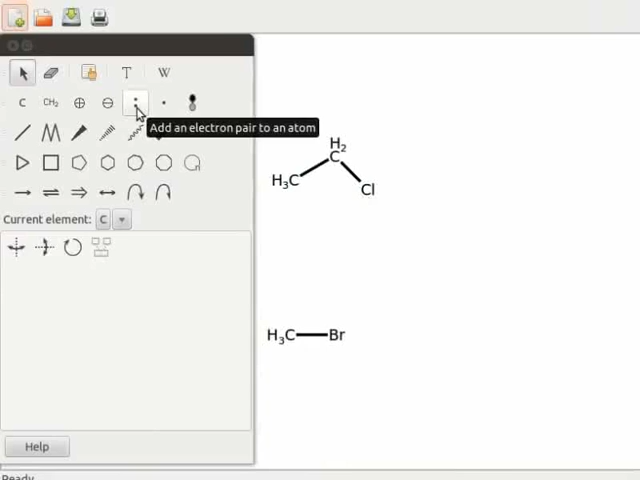 T W
C CH2
Add an electron pair to an atom
Current element: C
H2
C
H3C
Cl
H3C Br
Help
Ready